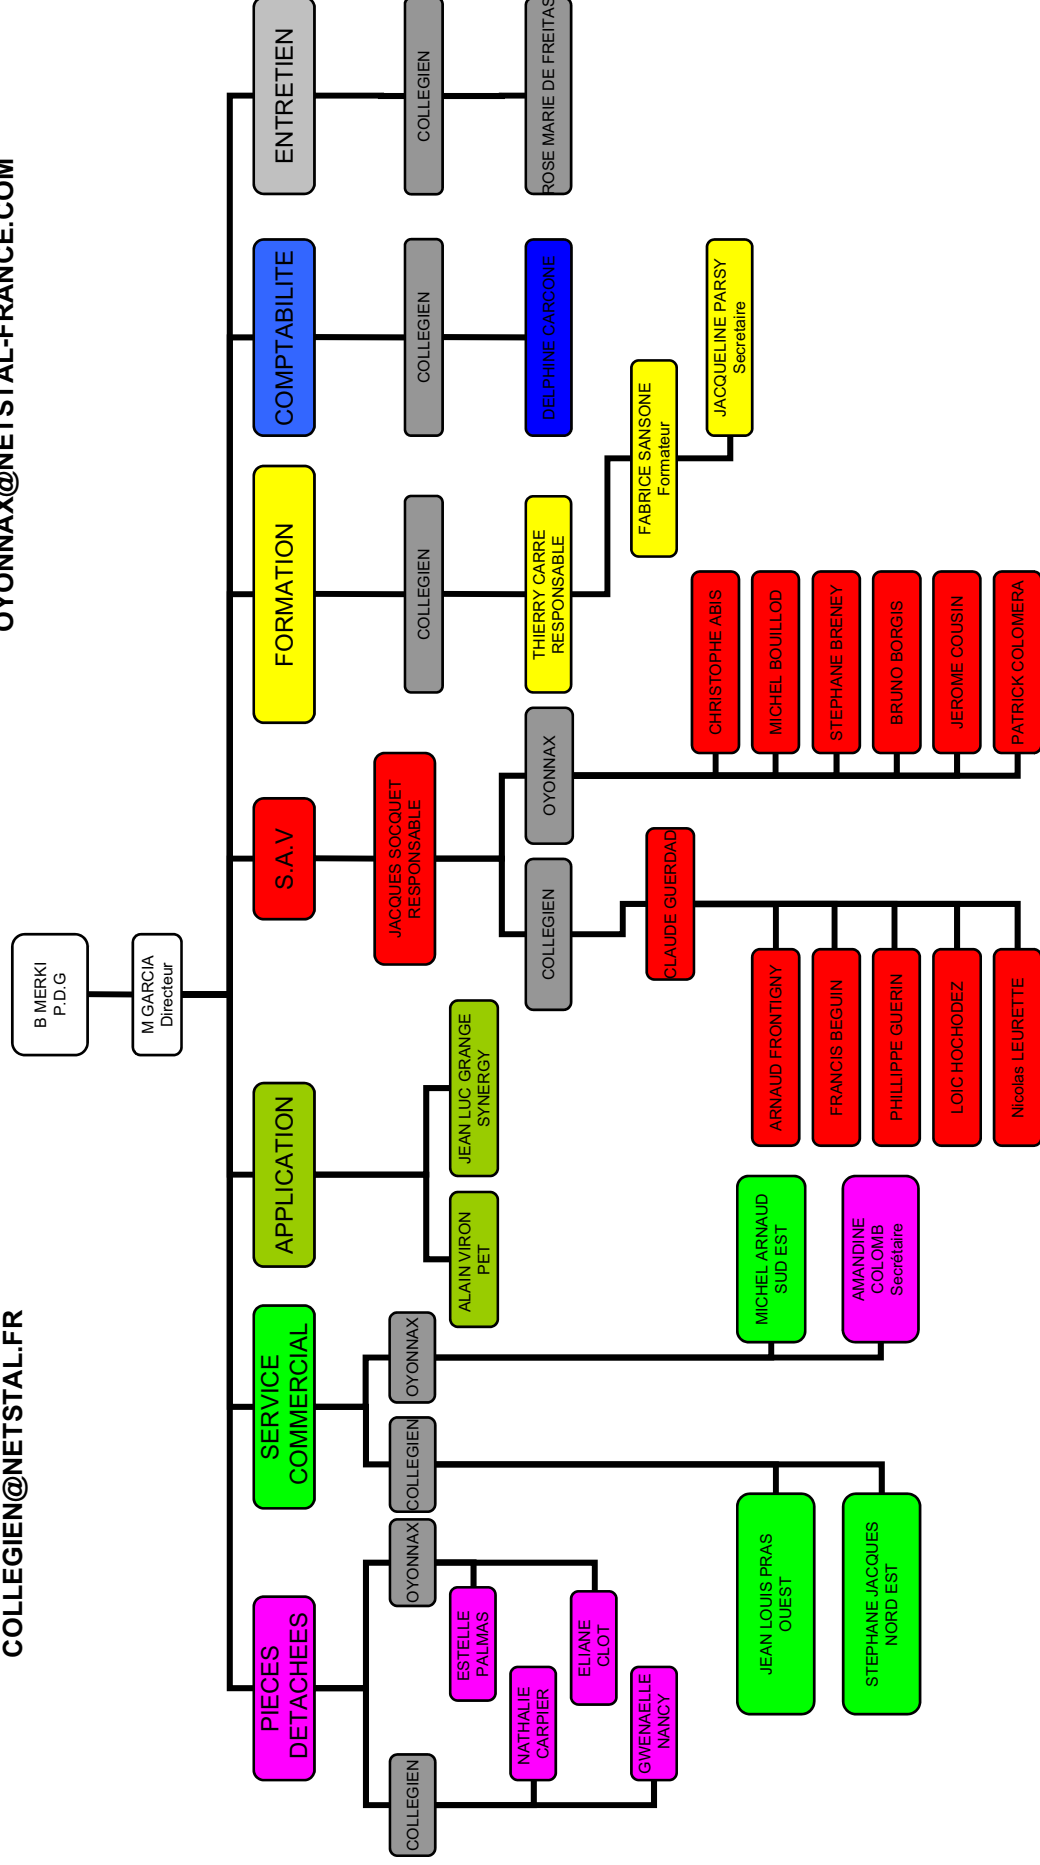 COLLEGIEN@NETSTAL.FR
OYONNAX@NETSTAL-FRANCE.COM
B MERKI
P.D.G
M GARCIA
Directeur
PIECES
DETACHEES
SERVICE
COMMERCIAL
APPLICATION
S.A.V
FORMATION
COMPTABILITE
ENTRETIEN
COLLEGIEN
OYONNAX
ESTELLE
PALMAS
NATHALIE
CARPIER
ELIANE
CLOT
GWENAELLE
NANCY
COLLEGIEN
OYONNAX
JEAN LOUIS PRAS
OUEST
STEPHANE JACQUES
NORD EST
MICHEL ARNAUD
SUD EST
AMANDINE
COLOMB
Secrétaire
ALAIN VIRON
PET
JEAN LUC GRANGE
SYNERGY
JACQUES SOCQUET
RESPONSABLE
COLLEGIEN
OYONNAX
CLAUDE GUERDAD
ARNAUD FRONTIGNY
FRANCIS BEGUIN
PHILLIPPE GUERIN
LOIC HOCHODEZ
Nicolas LEURETTE
CHRISTOPHE ABIS
MICHEL BOUILLOD
STEPHANE BRENEY
BRUNO BORGIS
JEROME COUSIN
PATRICK COLOMERA
COLLEGIEN
THIERRY CARRE
RESPONSABLE
FABRICE SANSONE
Formateur
JACQUELINE PARSY
Secretaire
COLLEGIEN
DELPHINE CARCONE
COLLEGIEN
ROSE MARIE DE FREITAS